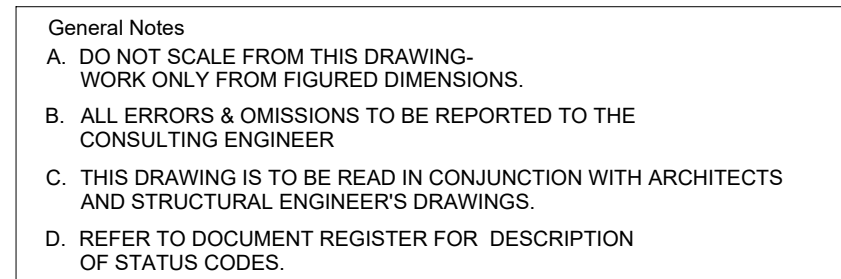 General Notes
A. DO NOT SCALE FROM THIS DRAWING-
WORK ONLY FROM FIGURED DIMENSIONS.
B. ALL ERRORS & OMISSIONS TO BE REPORTED TO THE
CONSULTING ENGINEER
C. THIS DRAWING IS TO BE READ IN CONJUNCTION WITH ARCHITECTS
AND STRUCTURAL ENGINEER'S DRAWINGS.
D. REFER TO DOCUMENT REGISTER FOR DESCRIPTION
OF STATUS CODES.